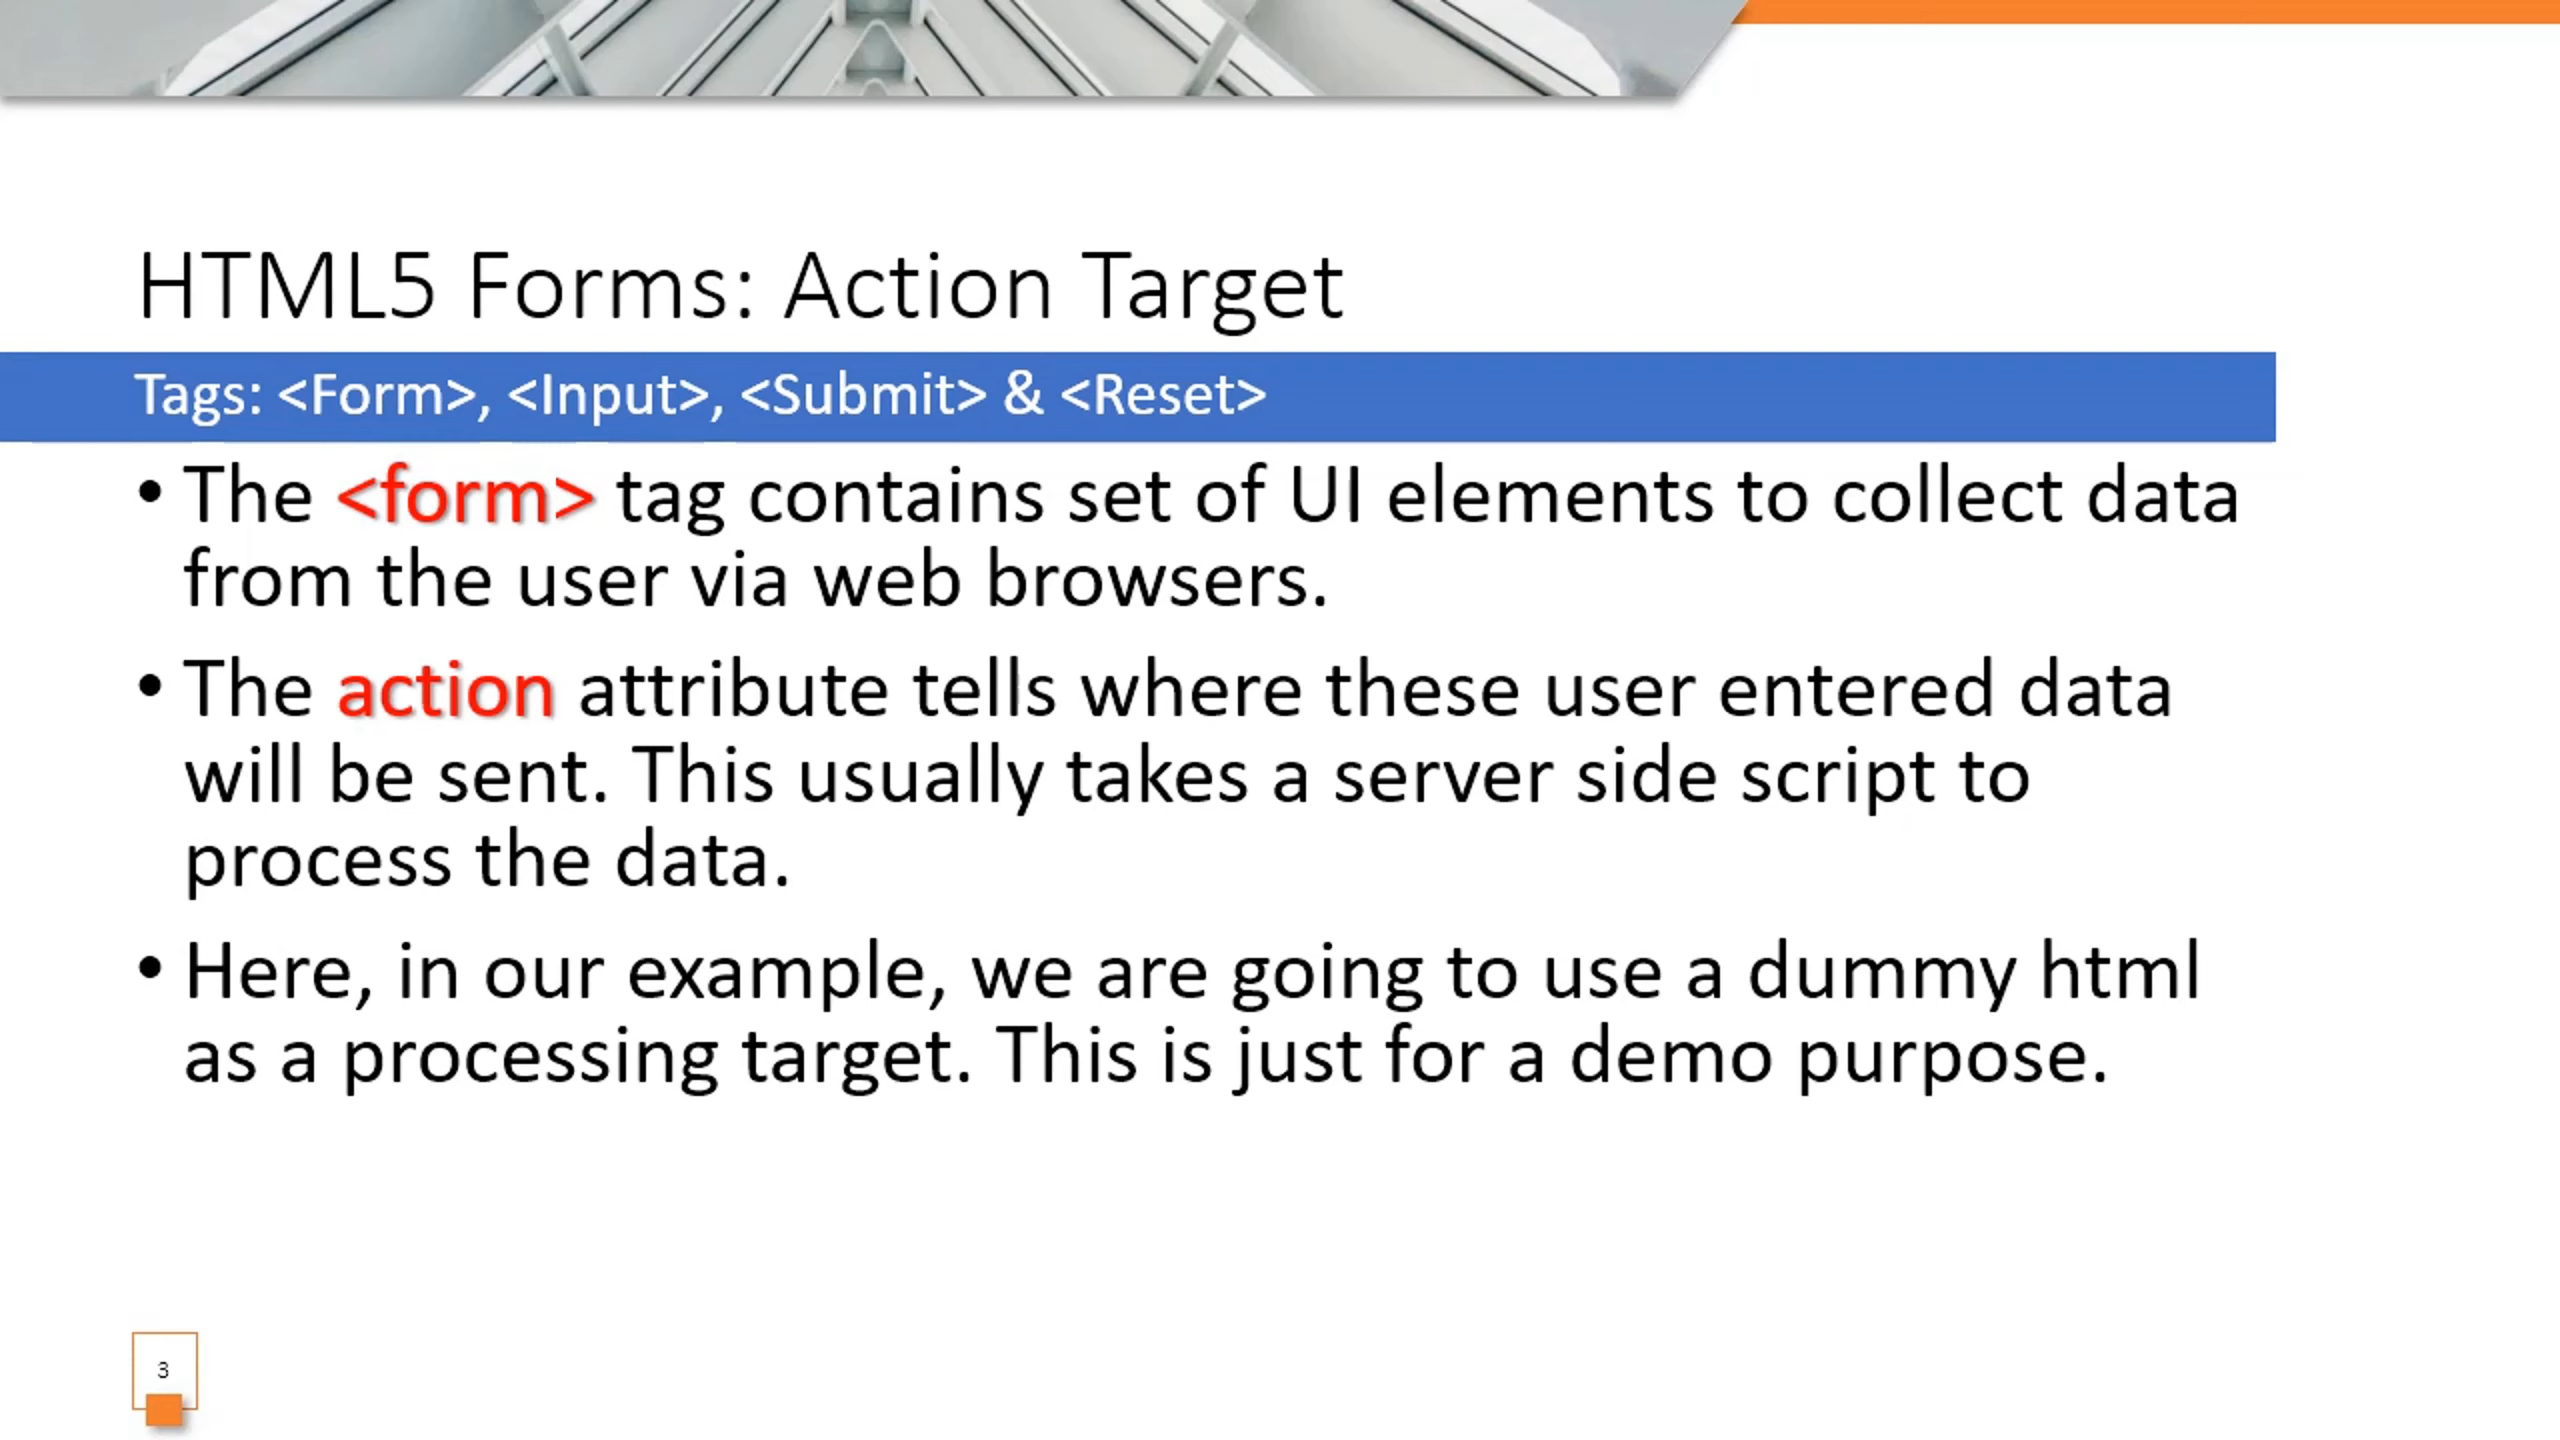 HTML5 Forms: Action Target
Tags: <Form>, <Input>, <Submit> & <Reset>
• The <form> tag contains set of UI elements to collect data
from the user via web browsers.
• The action attribute tells where these user entered data
will be sent. This usually takes a server side script to
process the data.
• Here, in our example, we are going to use a dummy html
as a processing target. This is just for a demo purpose.
3